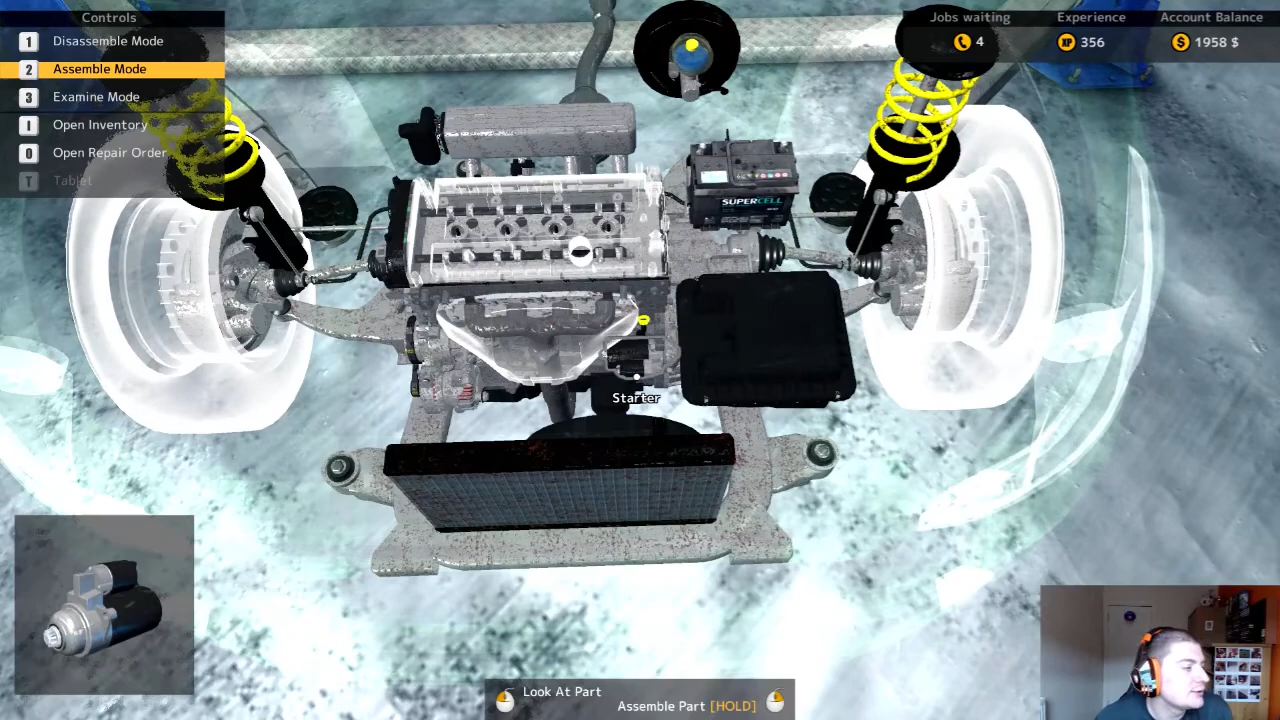 Controls
1 Disassemble Mode
2 Assemble Mode
3 Examine Mode
I Open Inventory
O Open Repair Order
T Tablet
Jobs waiting Experience Account Balance
4 XP 356 $ 1958 $
SUPERCELL
Starter
Look At Part
Assemble Part [HOLD]